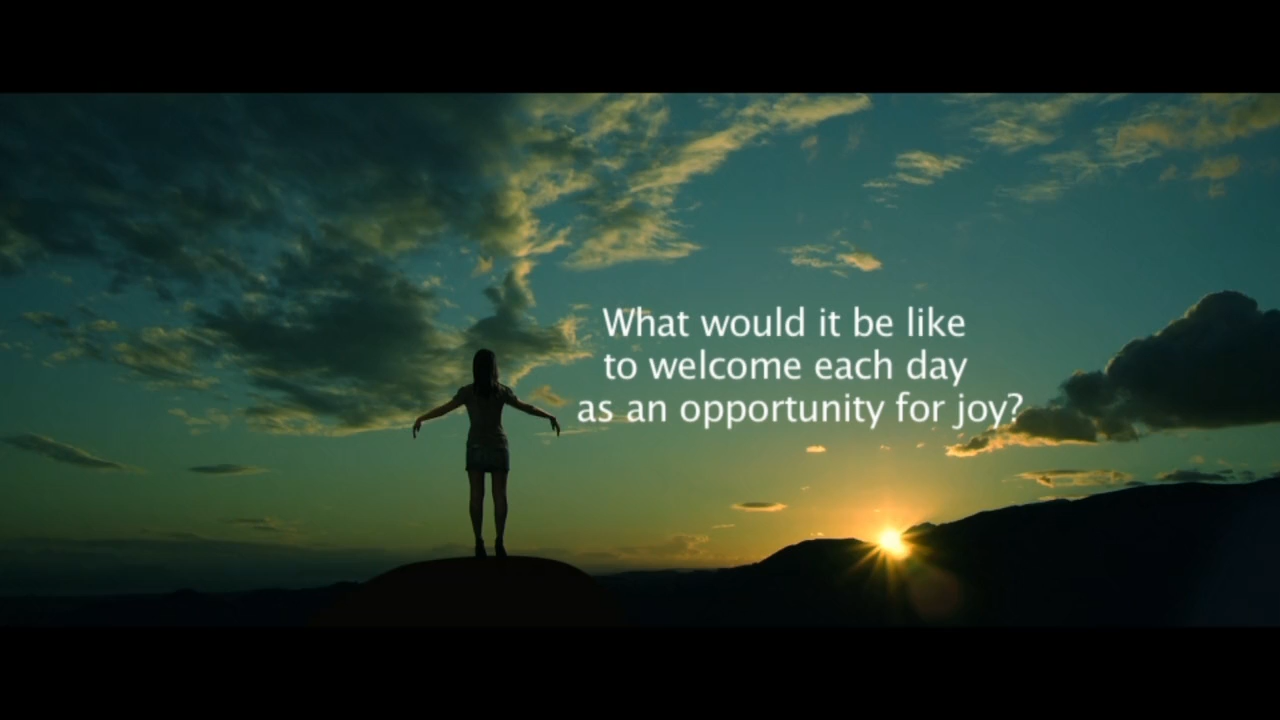 What would it be like
to welcome each day
as an opportunity for joy?